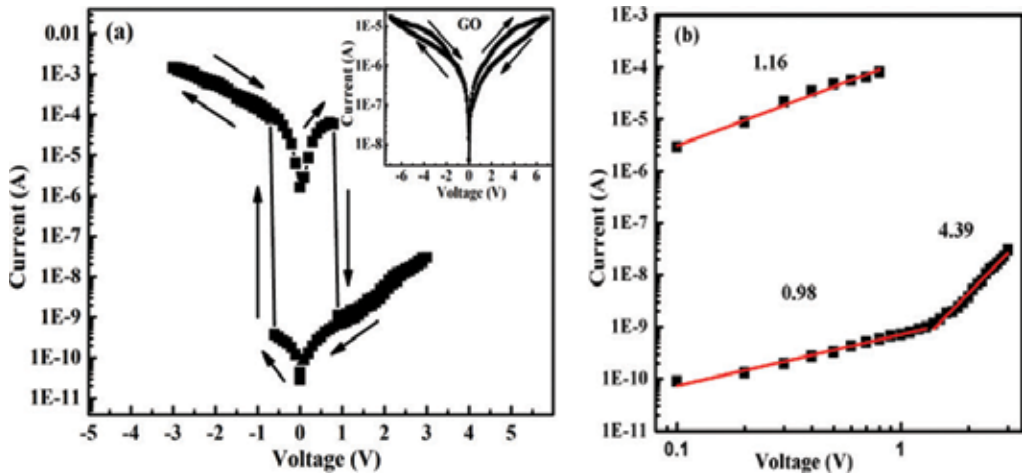 (a)
Current (A)
0.01
1E-3
1E-4
1E-5
1E-6
1E-7
1E-8
1E-9
1E-10
1E-11
-5 -4 -3 -2 -1 0 1 2 3 4 5
Voltage (V)
GO
Current (A)
1E-5
1E-6
1E-7
1E-8
-6 -4 -2 0 2 4 6
Voltage (V)
(b)
Current (A)
1E-3
1E-4
1E-5
1E-6
1E-7
1E-8
1E-9
1E-10
1E-11
1.16
4.39
0.98
0.1 1
Voltage (V)